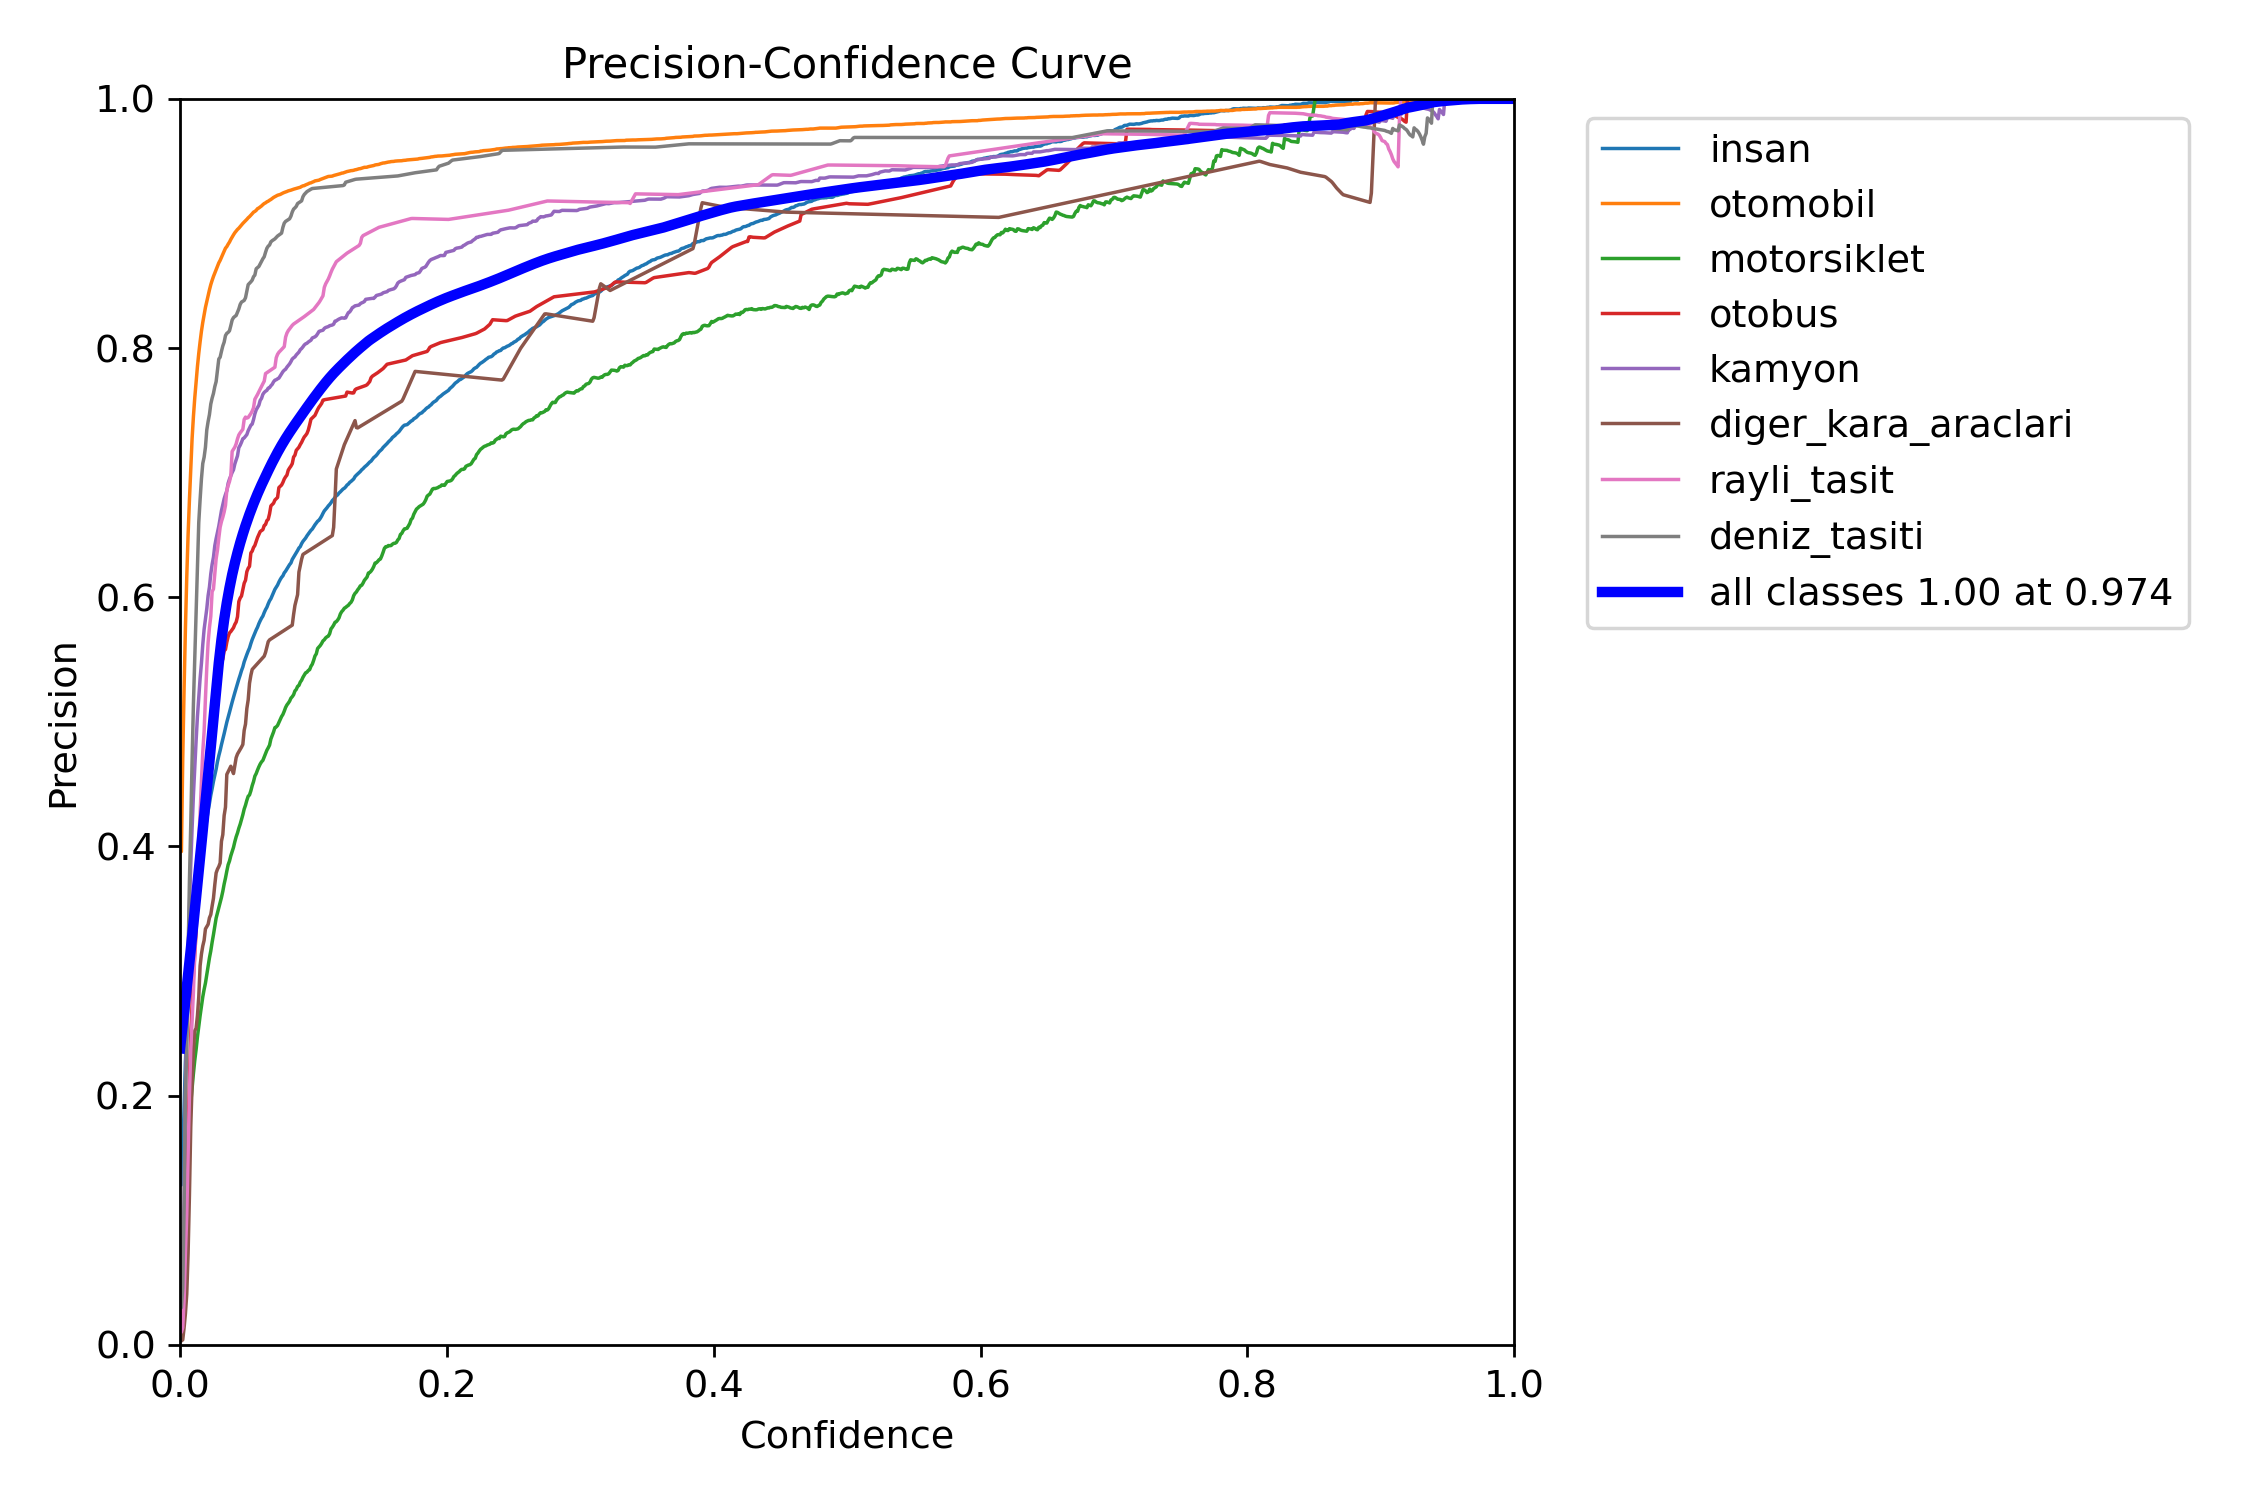 Precision-Confidence Curve
1.0
0.8
0.6
0.4
0.2
0.0
Precision
0.0 0.2 0.4 0.6 0.8 1.0
Confidence
insan
otomobil
motorsiklet
otobus
kamyon
diger_kara_araclari
rayli_tasit
deniz_tasiti
all classes 1.00 at 0.974